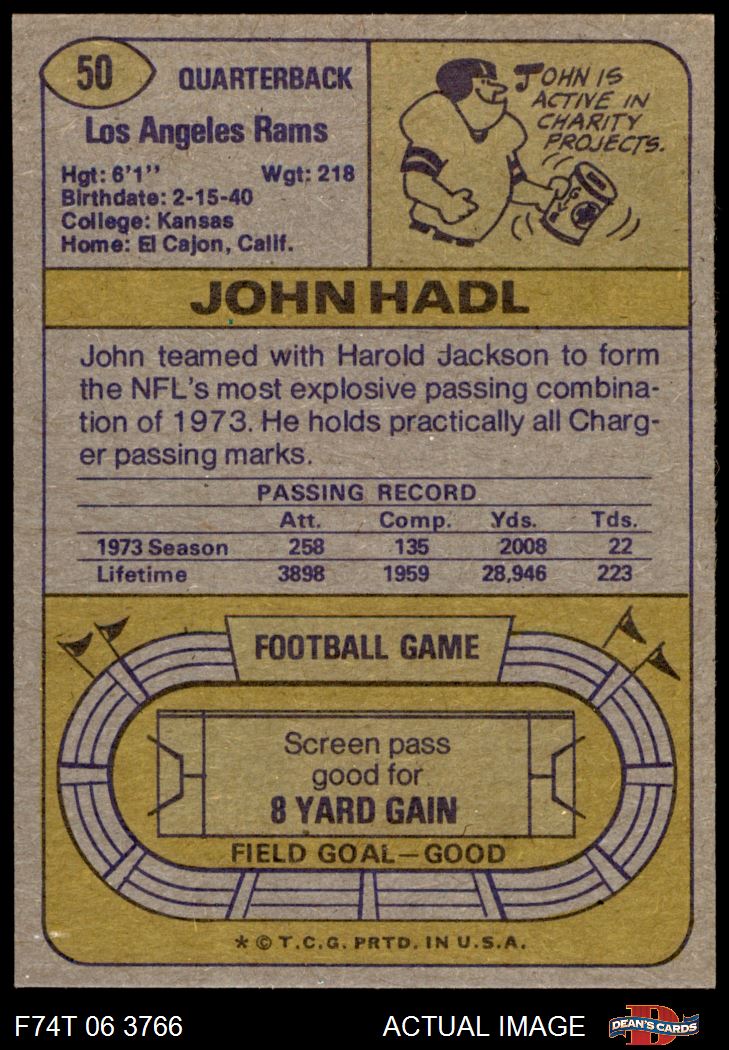 50
QUARTERBACK
Los Angeles Rams
Hgt: 6'1" Wgt: 218
Birthdate: 2-15-40
College: Kansas
Home: El Cajon, Calif.
JOHN IS
ACTIVE IN
CHARITY
PROJECTS.
JOHN HADL
John teamed with Harold Jackson to form
the NFL's most explosive passing combina-
tion of 1973. He holds practically all Charg-
er passing marks.
PASSING RECORD
Att. Comp. Yds. Tds.
1973 Season 258 135 2008 22
Lifetime 3898 1959 28,946 223
FOOTBALL GAME
Screen pass
good for
8 YARD GAIN
FIELD GOAL—GOOD
* © T.C.G. PRTD. IN U.S.A.
F74T 06 3766 ACTUAL IMAGE
D
DEAN'S CARDS